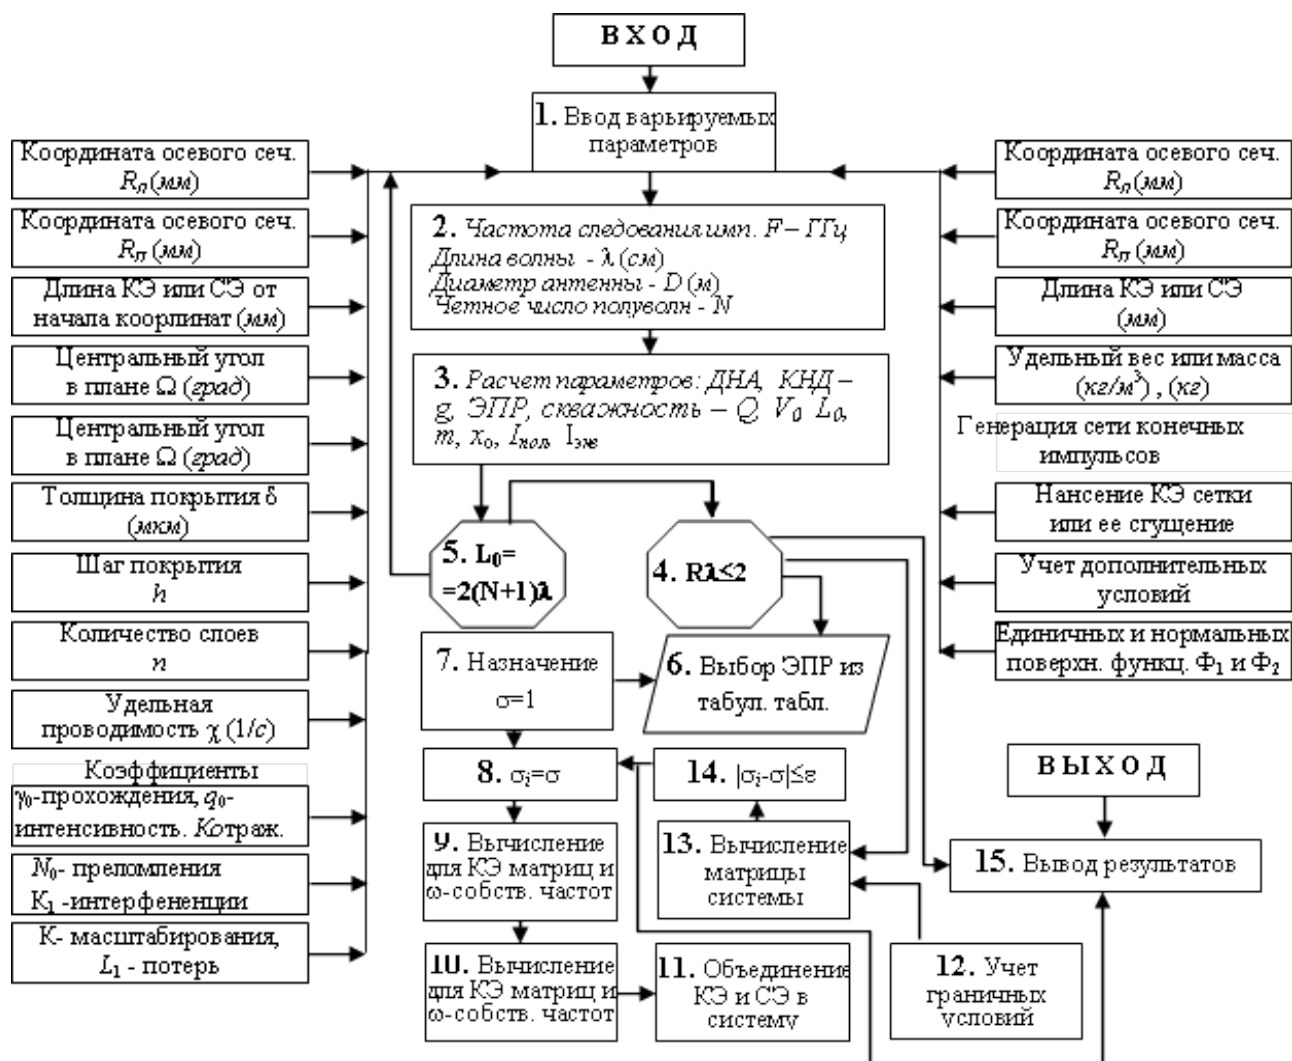 ВХОД
1. Ввод варьируемых
параметров
Координата осевого сеч.
Rп (мм)
Координата осевого сеч.
Rп (мм)
Длина КЭ или СЭ от
начала коорлинат (мм)
Центральный угол
в плане Ω (град)
Центральный угол
в плане Ω (град)
Толщина покрытия δ
(мкм)
Шаг покрытия
h
Количество слоев
n
Удельная
проводимость χ (1/с)
Коэффициенты
γ₀-прохождения, q₀-
интенсивность. Котраж.
N₀- преломления
K₁ -интерфененции
К- масштабирования,
L₁ - потерь
2. Частота следования имп. F – ГГц
Длина волны - λ (см)
Диаметр антенны - D (м)
Четное число полуволн - N
3. Расчет параметров: ДНА, КНД –
g, ЭПР, скважность – Q, V₀, L₀,
m, x₀, Iпол, Iэне
5. L₀=
=2(N+1)λ
4. Rλ≤2
7. Назначение
σ=1
6. Выбор ЭПР из
табул. табл.
8. σᵢ=σ
14. |σᵢ-σ|≤ε
9. Вычисление
для КЭ матриц и
ω-собств. частот
13. Вычисление
матрицы
системы
10. Вычисление
для КЭ матриц и
ω-собств. частот
11. Объединение
КЭ и СЭ в
систему
12. Учет
граничных
условий
Координата осевого сеч.
Rп (мм)
Координата осевого сеч.
Rп (мм)
Длина КЭ или СЭ
(мм)
Удельный вес или масса
(кг/м³) , (кг)
Генерация сети конечных
импульсов
Нансение КЭ сетки
или ее сгущение
Учет дополнительных
условий
Единичных и нормальных
поверхн. функц. Ф₁ и Ф₂
ВЫХОД
15. Вывод результатов